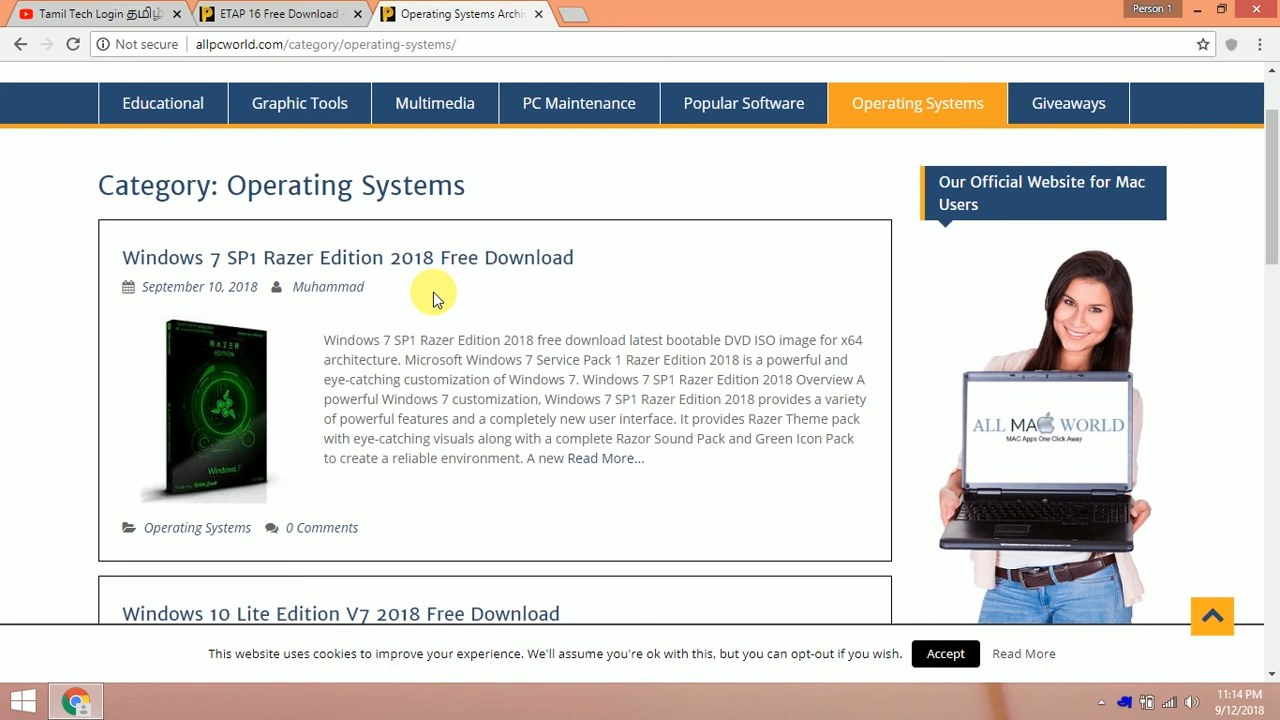 Tamil Tech Login தமிழ்
ETAP 16 Free Download -
Operating Systems Archi
Person 1
Not secure
allpcworld.com/category/operating-systems/
Educational
Graphic Tools
Multimedia
PC Maintenance
Popular Software
Operating Systems
Giveaways
Category: Operating Systems
Our Official Website for Mac
Users
Windows 7 SP1 Razer Edition 2018 Free Download
September 10, 2018 Muhammad
RAZER
EDITION
Windows 7
Windows 7 SP1 Razer Edition 2018 free download latest bootable DVD ISO image for x64
architecture. Microsoft Windows 7 Service Pack 1 Razer Edition 2018 is a powerful and
eye-catching customization of Windows 7. Windows 7 SP1 Razer Edition 2018 Overview A
powerful Windows 7 customization, Windows 7 SP1 Razer Edition 2018 provides a variety
of powerful features and a completely new user interface. It provides Razer Theme pack
with eye-catching visuals along with a complete Razor Sound Pack and Green Icon Pack
to create a reliable environment. A new Read More...
ALL MAC WORLD
MAC Apps One Click Away
Operating Systems 0 Comments
Windows 10 Lite Edition V7 2018 Free Download
This website uses cookies to improve your experience. We'll assume you're ok with this, but you can opt-out if you wish.
Accept
Read More
11:14 PM
9/12/2018